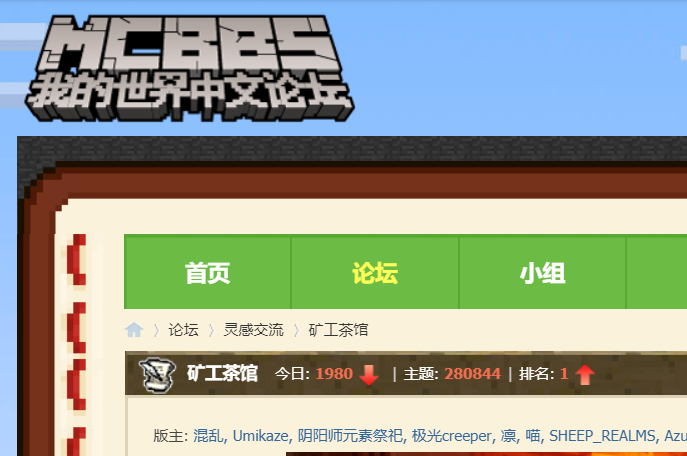 MCBBS
我的世界中文论坛
首页 论坛 小组
论坛 灵感交流 矿工茶馆
矿工茶馆 今日: 1980 | 主题: 280844 | 排名: 1
版主: 混乱, Umikaze, 阴阳师元素祭祀, 极光creeper, 凛, 喵, SHEEP_REALMS, Azu